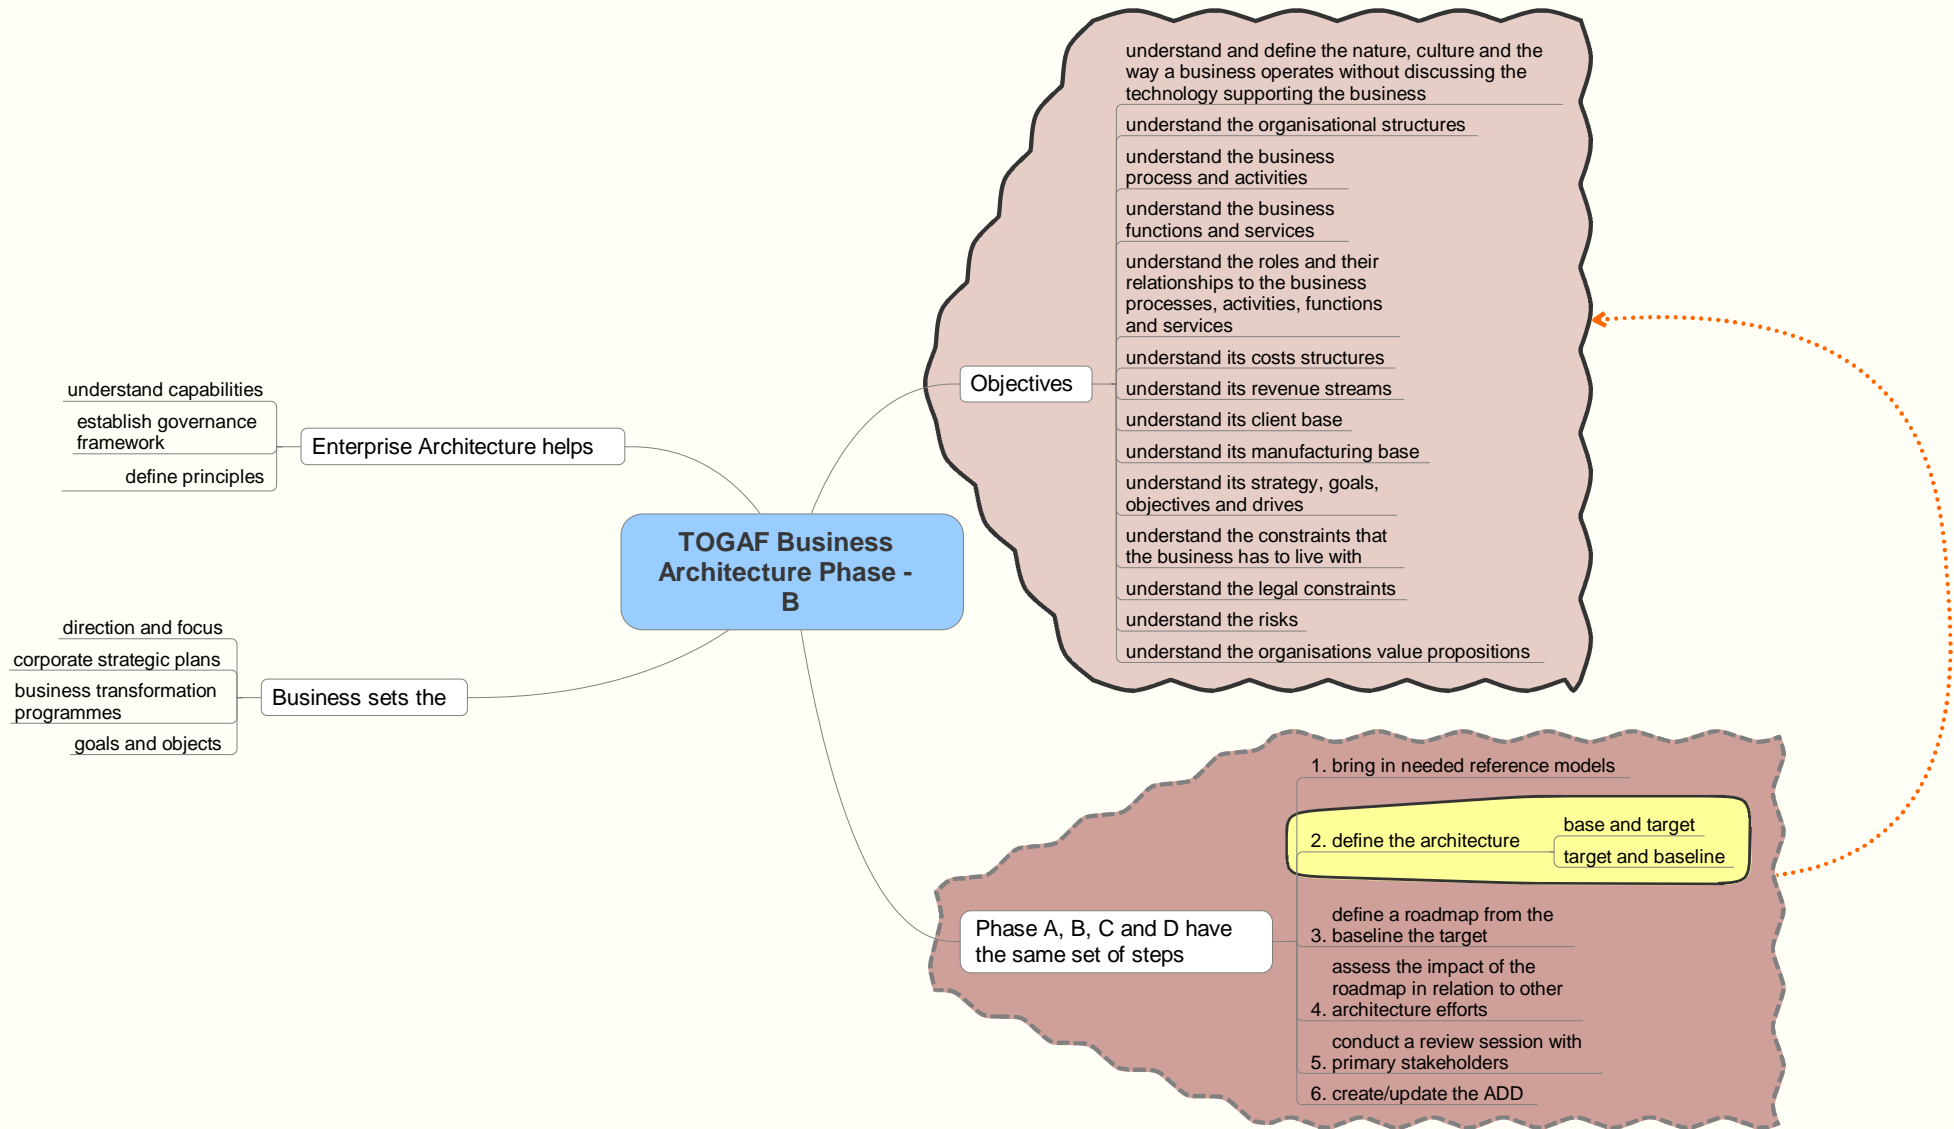 TOGAF Business
Architecture Phase -
B
Objectives
understand and define the nature, culture and the
way a business operates without discussing the
technology supporting the business
understand the organisational structures
understand the business
process and activities
understand the business
functions and services
understand the roles and their
relationships to the business
processes, activities, functions
and services
understand its costs structures
understand its revenue streams
understand its client base
understand its manufacturing base
understand its strategy, goals,
objectives and drives
understand the constraints that
the business has to live with
understand the legal constraints
understand the risks
understand the organisations value propositions
Phase A, B, C and D have
the same set of steps
1. bring in needed reference models
2. define the architecture
base and target
target and baseline
define a roadmap from the
3. baseline the target
assess the impact of the
roadmap in relation to other
4. architecture efforts
conduct a review session with
5. primary stakeholders
6. create/update the ADD
Enterprise Architecture helps
understand capabilities
establish governance
framework
define principles
Business sets the
direction and focus
corporate strategic plans
business transformation
programmes
goals and objects